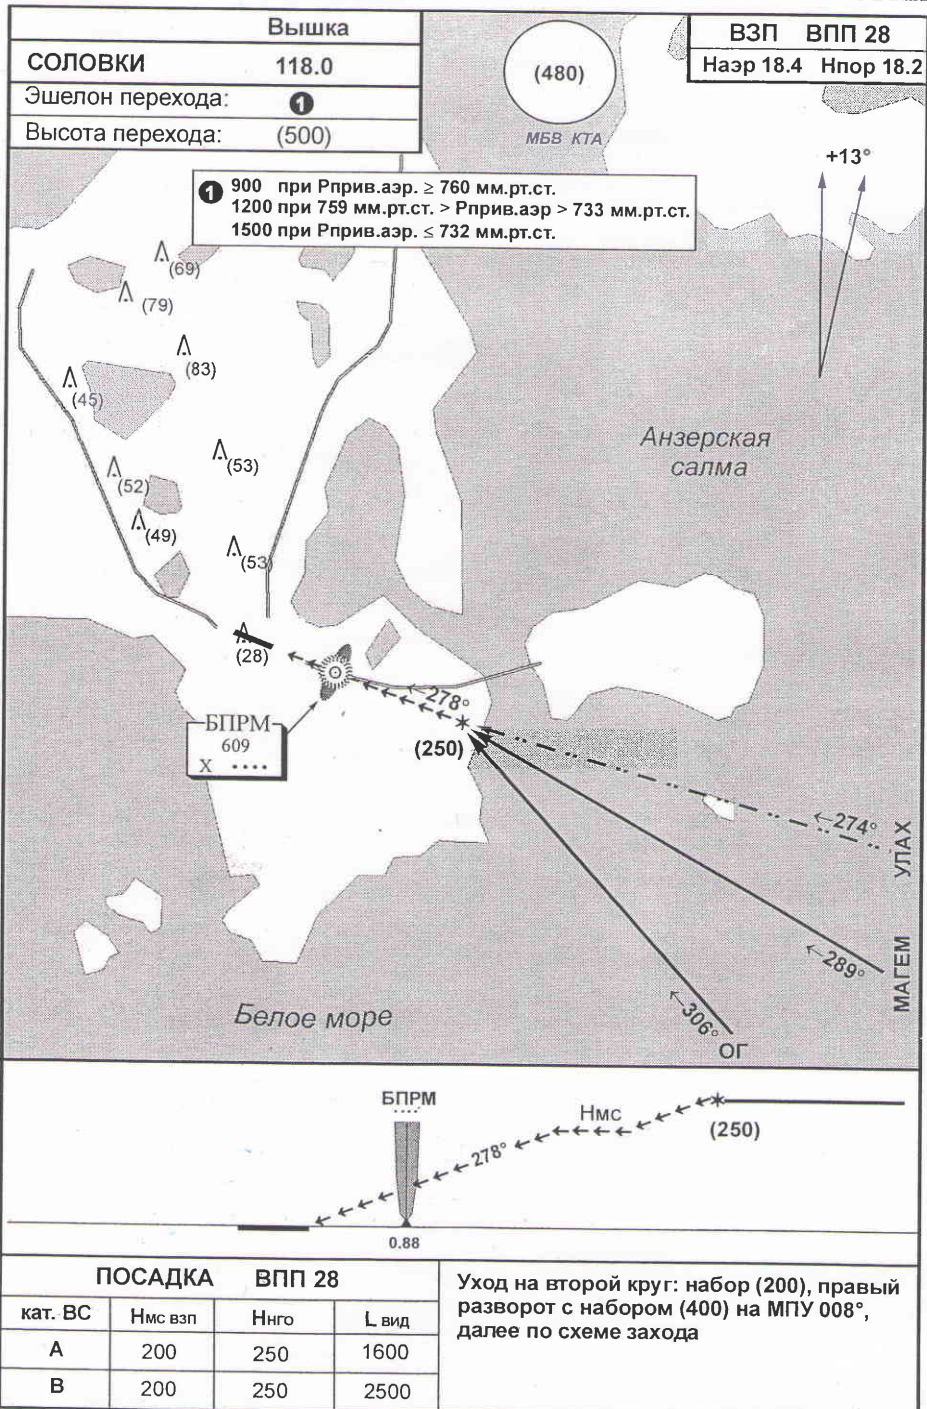 Вышка
СОЛОВКИ 118.0
Эшелон перехода: 1
Высота перехода: (500)
(480)
МБВ КТА
ВЗП ВПП 28
Hаэр 18.4 Hпор 18.2
+13°
1 900 при Рприв.аэр. ≥ 760 мм.рт.ст.
1200 при 759 мм.рт.ст. > Рприв.аэр > 733 мм.рт.ст.
1500 при Рприв.аэр. ≤ 732 мм.рт.ст.
(69)
(79)
(83)
(45)
(53)
(52)
(49)
(53)
(28)
Анзерская
салма
←278°
БПРМ
609
X ••••
(250)
←274°
УЛАХ
←289°
МАГЕМ
←306°
ОГ
Белое море
БПРМ
••••
Нмс
(250)
278°
0.88
ПОСАДКА ВПП 28
кат. ВС Нмс взп Ннго L вид
A 200 250 1600
B 200 250 2500
Уход на второй круг: набор (200), правый
разворот с набором (400) на МПУ 008°,
далее по схеме захода